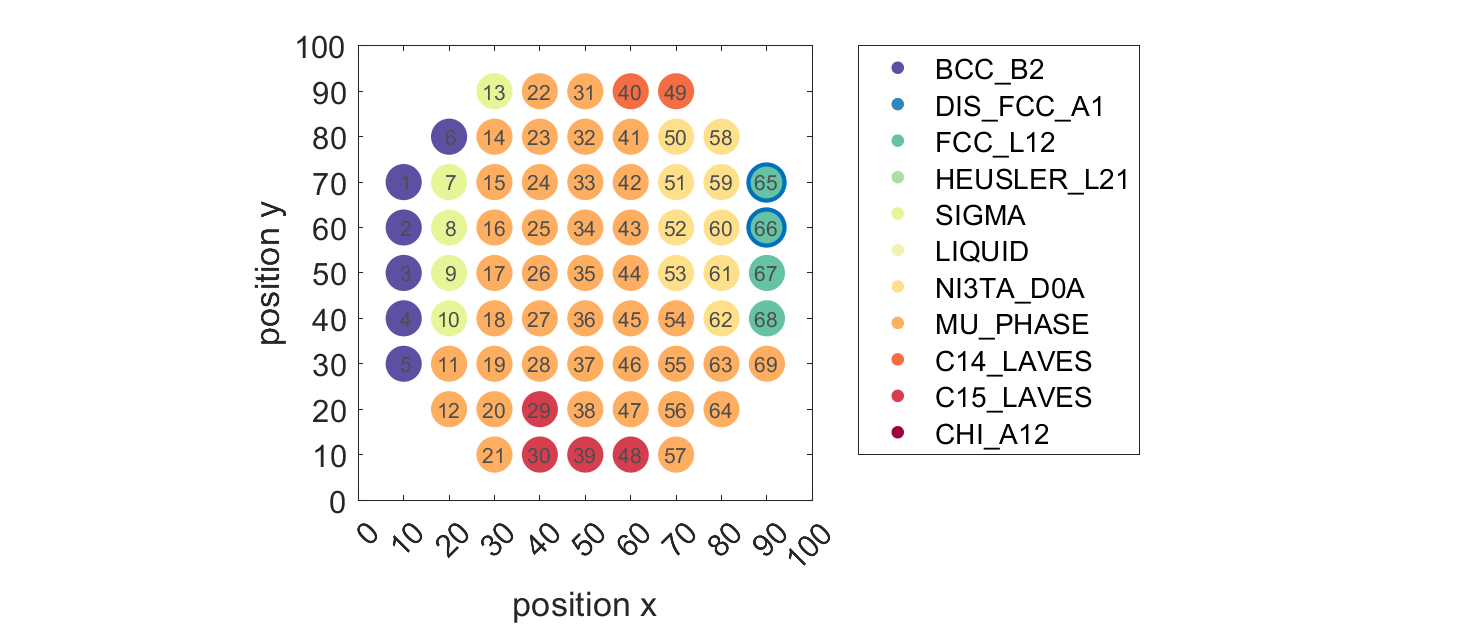 100
90
80
70
60
50
40
30
20
10
0
position y
13 22 31 40 49
6 14 23 32 41 50 58
1 7 15 24 33 42 51 59 65
2 8 16 25 34 43 52 60 66
3 9 17 26 35 44 53 61 67
4 10 18 27 36 45 54 62 68
5 11 19 28 37 46 55 63 69
12 20 29 38 47 56 64
21 30 39 48 57
0 10 20 30 40 50 60 70 80 90 100
position x
BCC_B2
DIS_FCC_A1
FCC_L12
HEUSLER_L21
SIGMA
LIQUID
NI3TA_D0A
MU_PHASE
C14_LAVES
C15_LAVES
CHI_A12